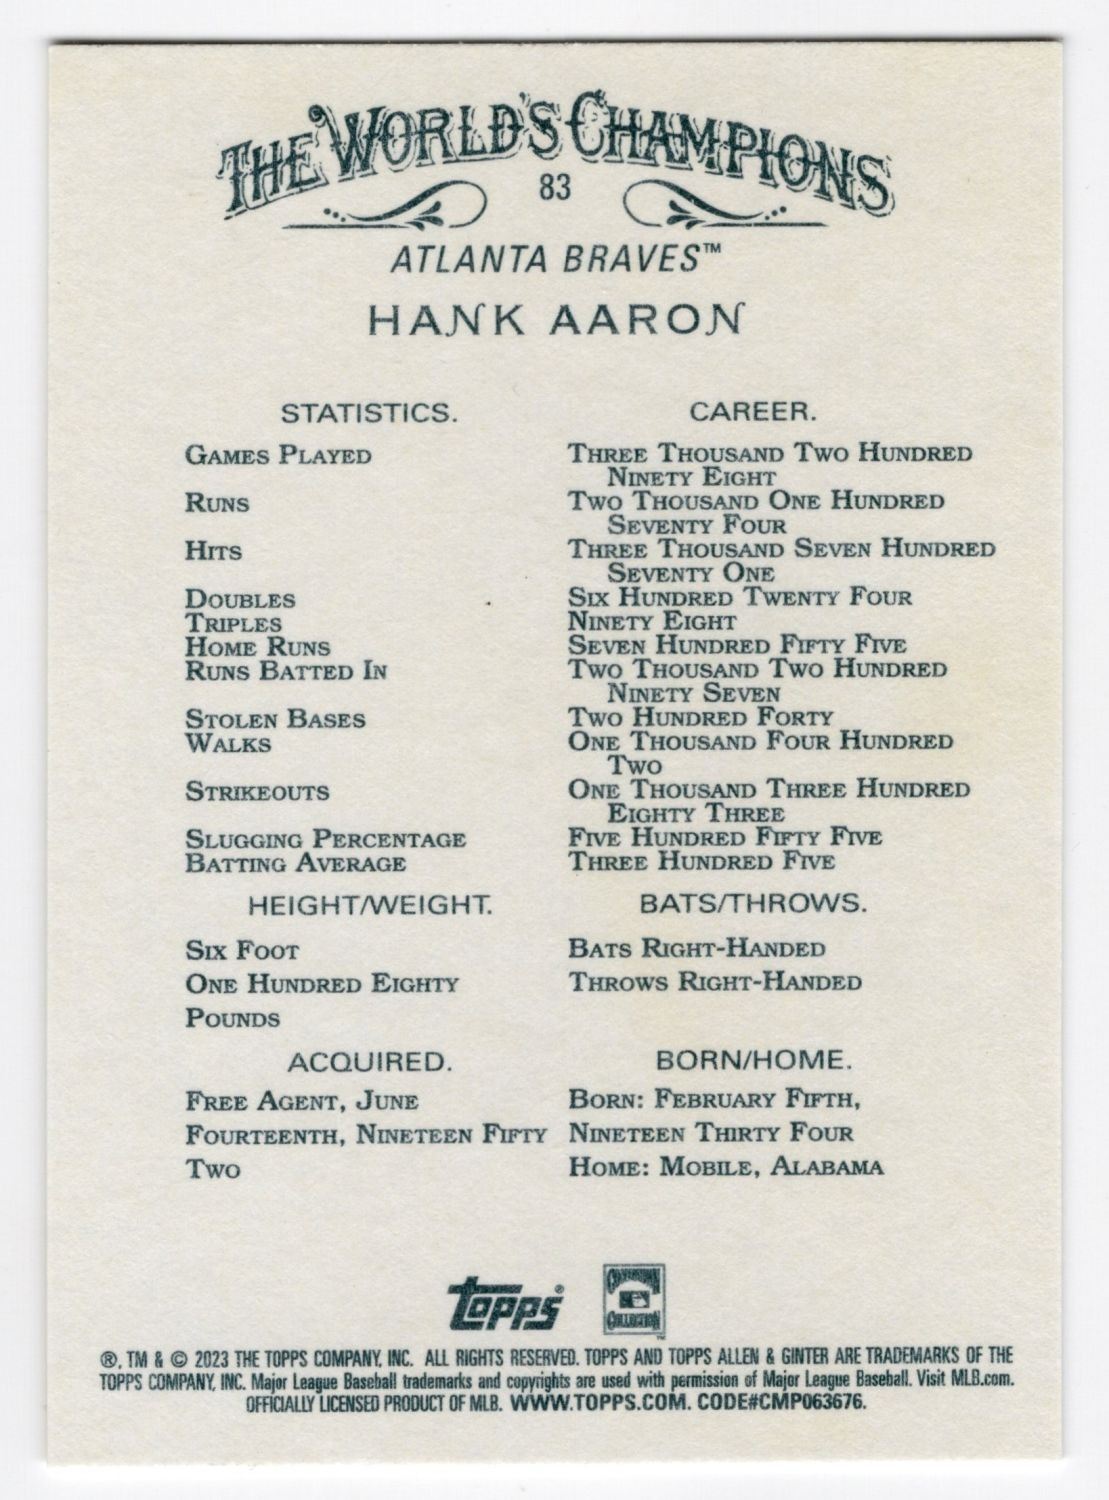 THE WORLD'S CHAMPIONS
83
ATLANTA BRAVES™
HANK AARON
STATISTICS. CAREER.
GAMES PLAYED THREE THOUSAND TWO HUNDRED
NINETY EIGHT
RUNS TWO THOUSAND ONE HUNDRED
SEVENTY FOUR
HITS THREE THOUSAND SEVEN HUNDRED
SEVENTY ONE
DOUBLES SIX HUNDRED TWENTY FOUR
TRIPLES NINETY EIGHT
HOME RUNS SEVEN HUNDRED FIFTY FIVE
RUNS BATTED IN TWO THOUSAND TWO HUNDRED
NINETY SEVEN
STOLEN BASES TWO HUNDRED FORTY
WALKS ONE THOUSAND FOUR HUNDRED
TWO
STRIKEOUTS ONE THOUSAND THREE HUNDRED
EIGHTY THREE
SLUGGING PERCENTAGE FIVE HUNDRED FIFTY FIVE
BATTING AVERAGE THREE HUNDRED FIVE
HEIGHT/WEIGHT. BATS/THROWS.
SIX FOOT BATS RIGHT-HANDED
ONE HUNDRED EIGHTY THROWS RIGHT-HANDED
POUNDS
ACQUIRED. BORN/HOME.
FREE AGENT, JUNE BORN: FEBRUARY FIFTH,
FOURTEENTH, NINETEEN FIFTY NINETEEN THIRTY FOUR
TWO HOME: MOBILE, ALABAMA
topps®
COOPERSTOWN
COLLECTION™
®, TM & © 2023 THE TOPPS COMPANY, INC. ALL RIGHTS RESERVED. TOPPS AND TOPPS ALLEN & GINTER ARE TRADEMARKS OF THE
TOPPS COMPANY, INC. Major League Baseball trademarks and copyrights are used with permission of Major League Baseball. Visit MLB.com.
OFFICIALLY LICENSED PRODUCT OF MLB. WWW.TOPPS.COM. CODE#CMP063676.